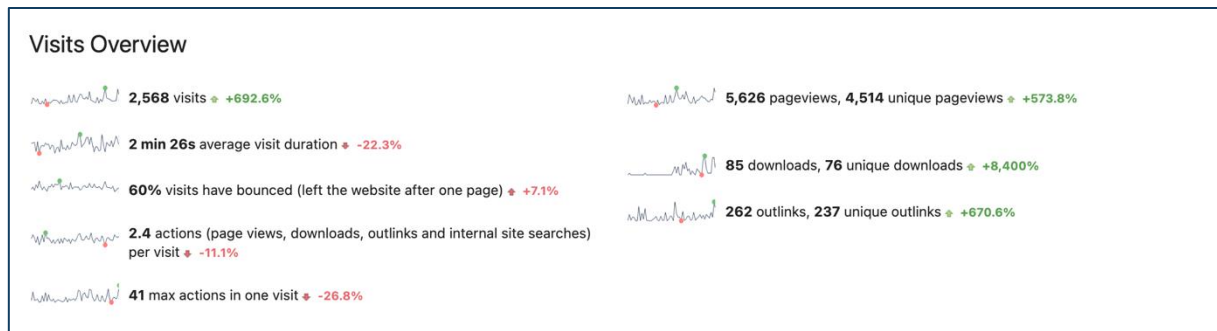 Visits Overview
2,568 visits +692.6%
2 min 26s average visit duration -22.3%
60% visits have bounced (left the website after one page) +7.1%
2.4 actions (page views, downloads, outlinks and internal site searches)
per visit -11.1%
41 max actions in one visit -26.8%
5,626 pageviews, 4,514 unique pageviews +573.8%
85 downloads, 76 unique downloads +8,400%
262 outlinks, 237 unique outlinks +670.6%